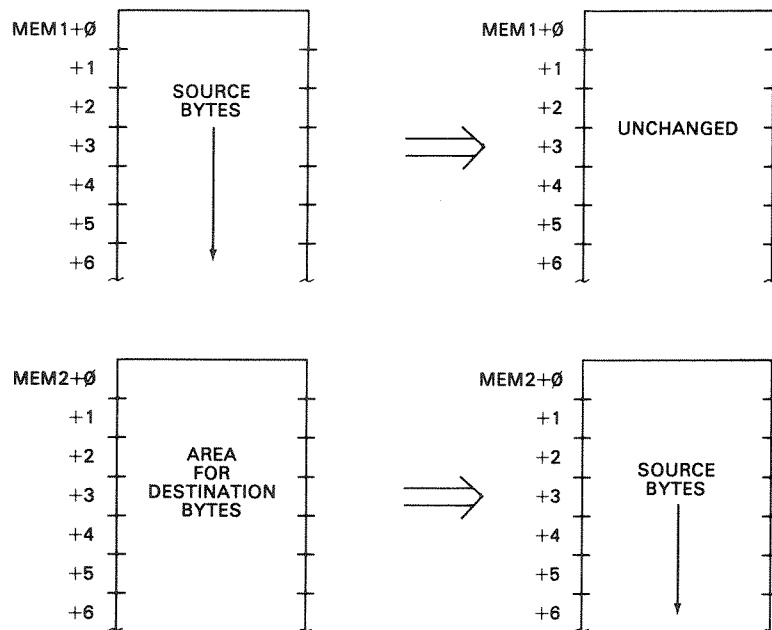 MEM1+Ø
+1
+2
+3
+4
+5
+6
SOURCE
BYTES
MEM1+Ø
+1
+2
+3
+4
+5
+6
UNCHANGED
MEM2+Ø
+1
+2
+3
+4
+5
+6
AREA
FOR
DESTINATION
BYTES
MEM2+Ø
+1
+2
+3
+4
+5
+6
SOURCE
BYTES